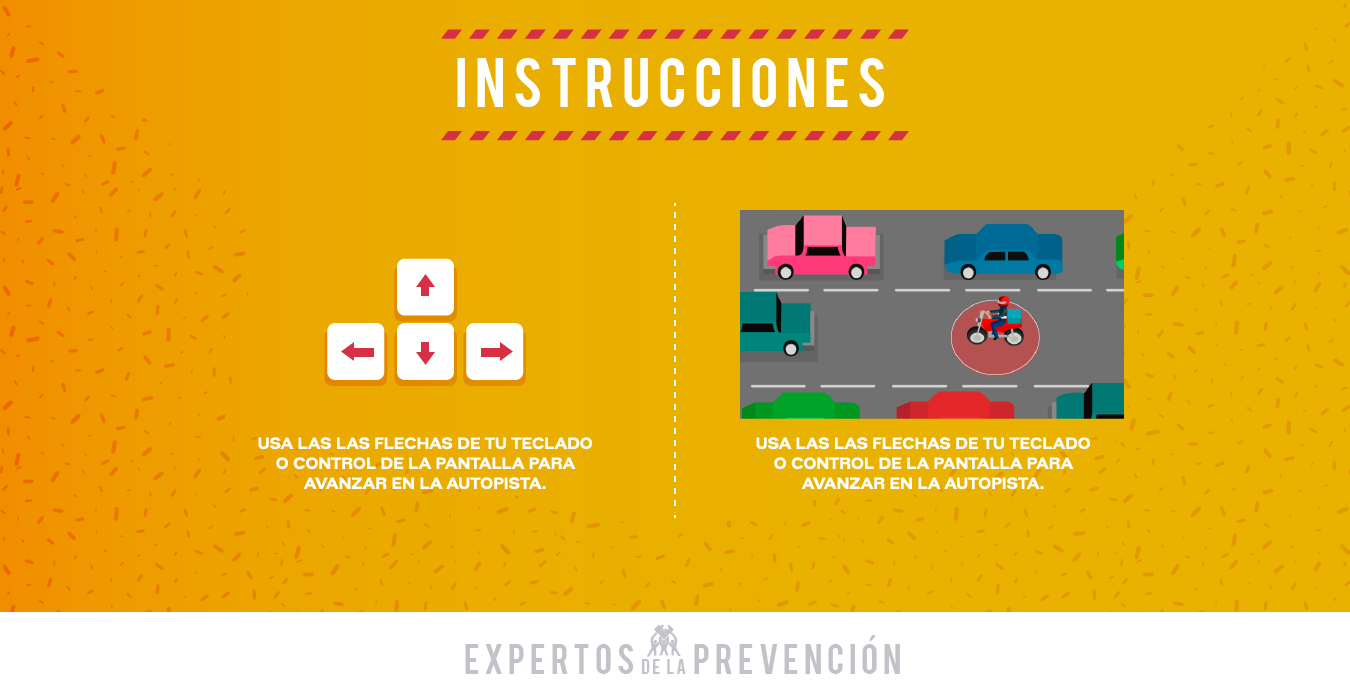 INSTRUCCIONES
USA LAS LAS FLECHAS DE TU TECLADO
O CONTROL DE LA PANTALLA PARA
AVANZAR EN LA AUTOPISTA.
USA LAS LAS FLECHAS DE TU TECLADO
O CONTROL DE LA PANTALLA PARA
AVANZAR EN LA AUTOPISTA.
EXPERTOS DE LA PREVENCIÓN